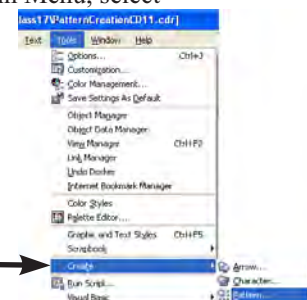 n Menu, select
lass17\PatternCreationCD11.cdr]
Text Tools Window Help
Options... Ctrl+J
Customization...
Color Management...
Save Settings As Default
Object Manager
Object Data Manager
View Manager Ctrl+F2
Link Manager
Undo Docker
Internet Bookmark Manager
Color Styles
Palette Editor...
Graphic and Text Styles Ctrl+F5
Scrapbook
Create Arrow...
Character...
Run Script... Pattern...
Visual Basic